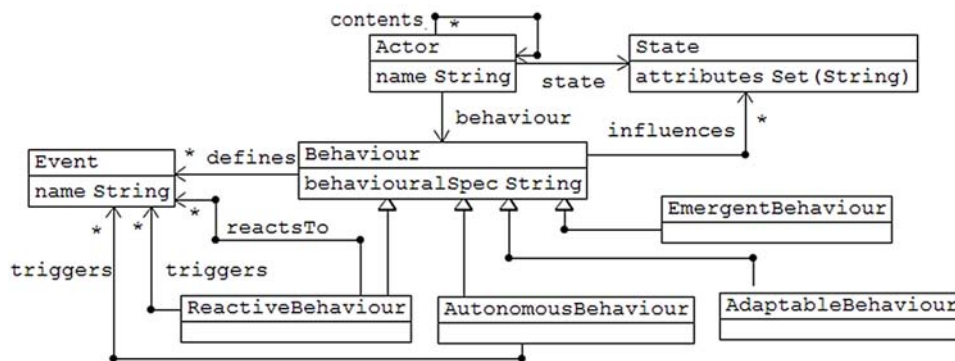 contents *
Actor
name String
state
State
attributes Set(String)
behaviour
influences *
Event
name String
* defines
Behaviour
behaviouralSpec String
EmergentBehaviour
* * *
reactsTo
triggers
triggers
ReactiveBehaviour
AutonomousBehaviour
AdaptableBehaviour